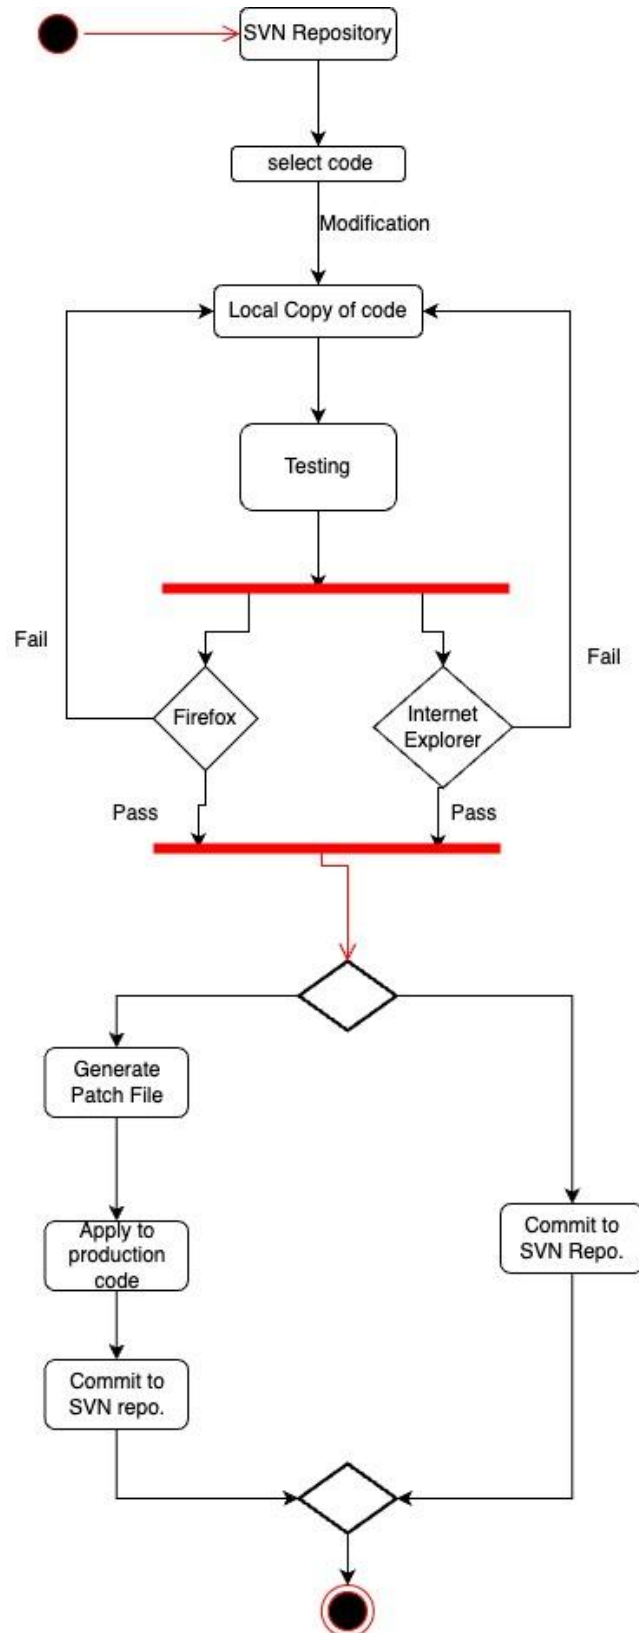 SVN Repository
select code
Modification
Local Copy of code
Testing
Fail
Fail
Firefox
Internet
Explorer
Pass
Pass
Generate
Patch File
Apply to
production
code
Commit to
SVN Repo.
Commit to
SVN repo.